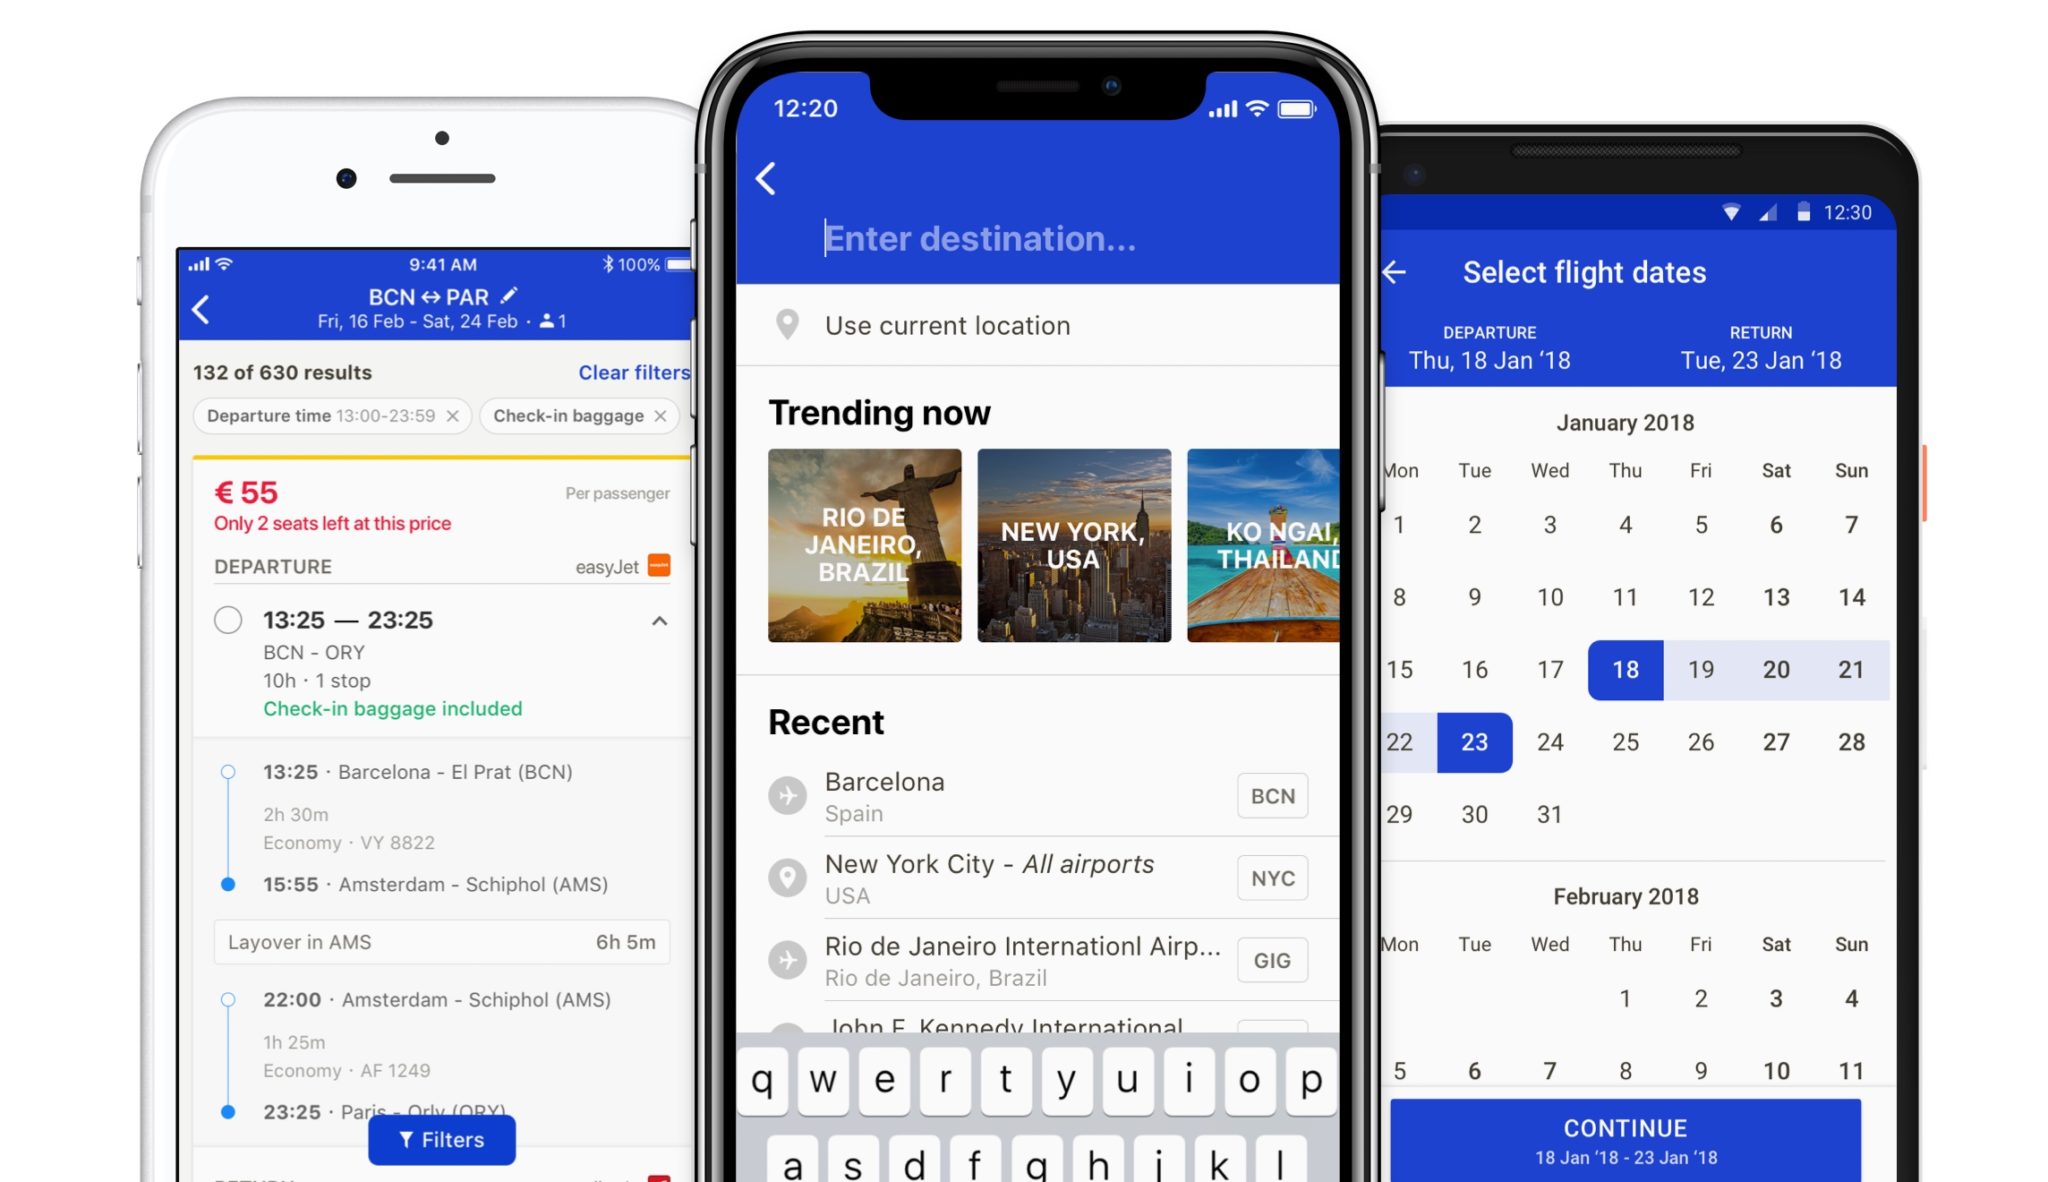 9:41 AM
100%
BCN ↔ PAR
Fri, 16 Feb - Sat, 24 Feb · 1
132 of 630 results
Clear filters
Departure time 13:00-23:59 ×
Check-in baggage ×
€ 55
Per passenger
Only 2 seats left at this price
DEPARTURE
easyJet
13:25 — 23:25
BCN - ORY
10h · 1 stop
Check-in baggage included
13:25 · Barcelona - El Prat (BCN)
2h 30m
Economy · VY 8822
15:55 · Amsterdam - Schiphol (AMS)
Layover in AMS
6h 5m
22:00 · Amsterdam - Schiphol (AMS)
1h 25m
Economy · AF 1249
23:25 · Paris - Orly (ORY)
Filters
12:20
Enter destination...
Use current location
Trending now
RIO DE
JANEIRO,
BRAZIL
NEW YORK,
USA
KO NGAI,
THAILAND
Recent
Barcelona
Spain
BCN
New York City - All airports
USA
NYC
Rio de Janeiro Internationl Airp...
Rio de Janeiro, Brazil
GIG
John F. Kennedy International
q w e r t y u i o p
a s d f g h j k l
12:30
Select flight dates
DEPARTURE
Thu, 18 Jan ‘18
RETURN
Tue, 23 Jan ‘18
January 2018
Mon Tue Wed Thu Fri Sat Sun
1 2 3 4 5 6 7
8 9 10 11 12 13 14
15 16 17 18 19 20 21
22 23 24 25 26 27 28
29 30 31
February 2018
Mon Tue Wed Thu Fri Sat Sun
1 2 3 4
5 6 7 8 9 10 11
CONTINUE
18 Jan ‘18 - 23 Jan ‘18